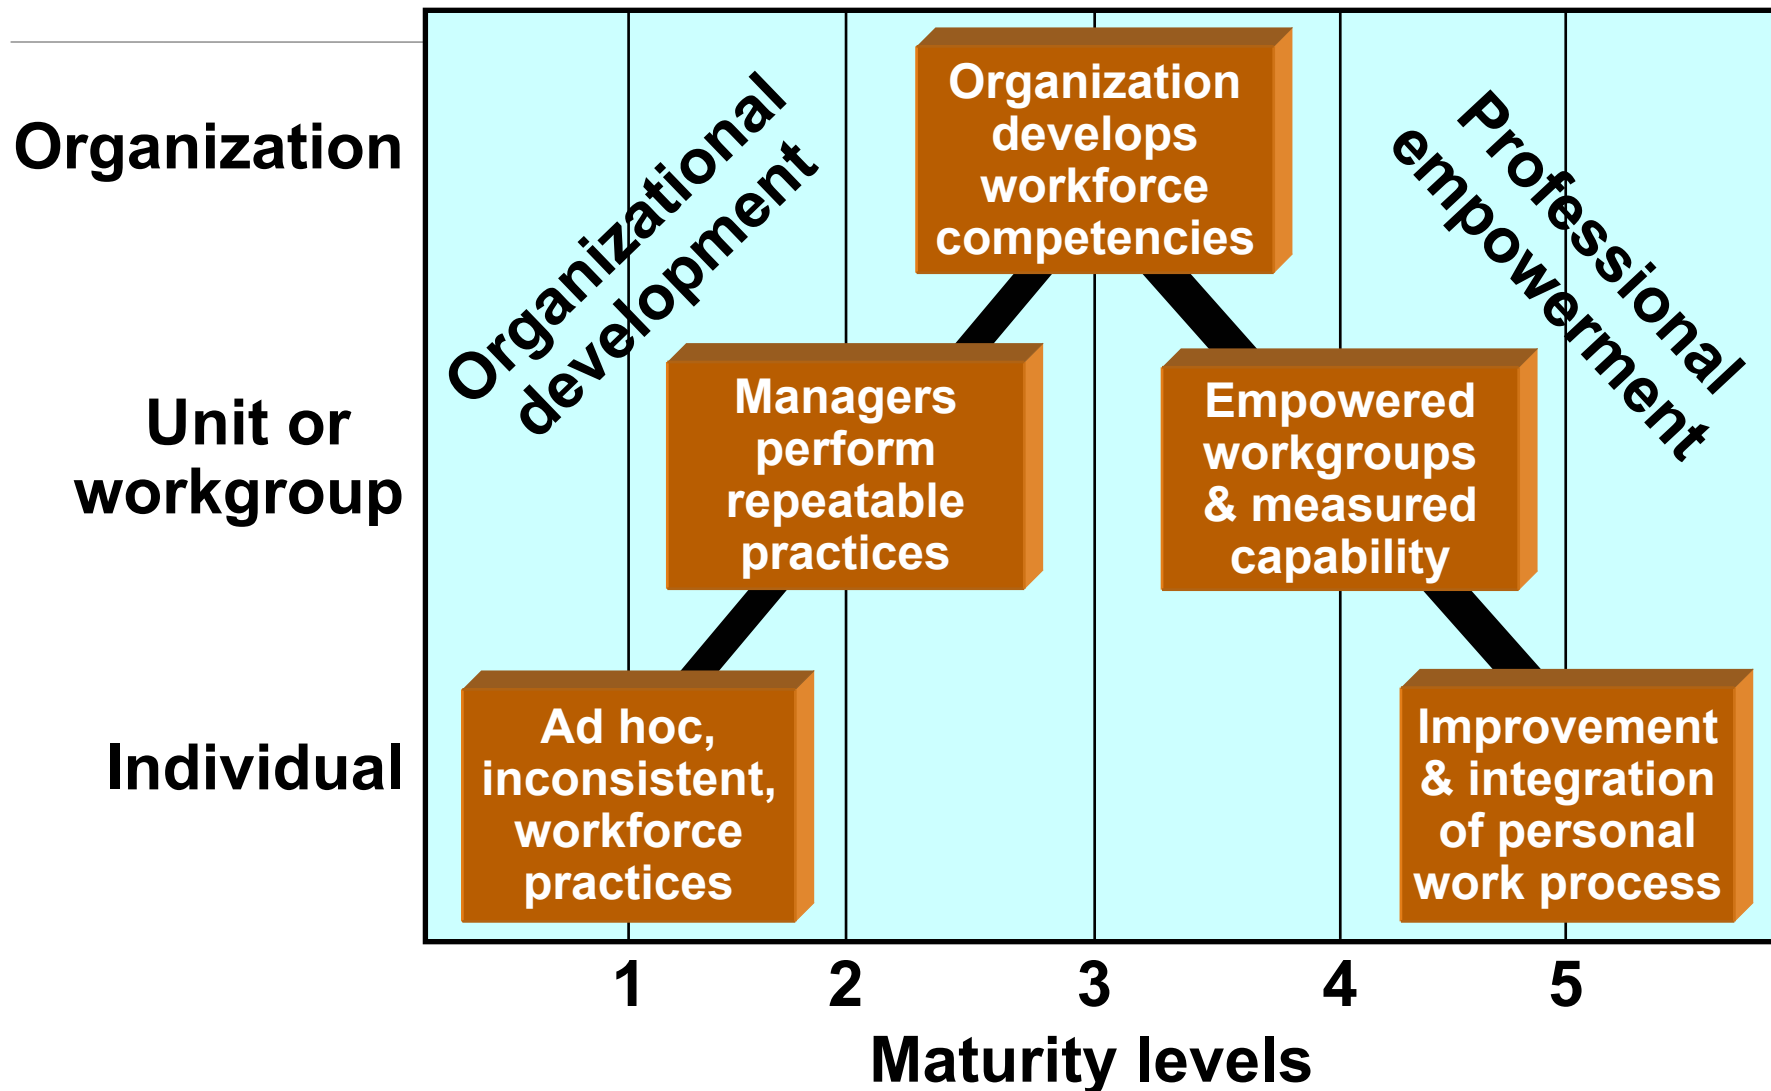 Organization
Unit or
workgroup
Individual
Organizational
development
Professional
empowerment
Organization
develops
workforce
competencies
Managers
perform
repeatable
practices
Empowered
workgroups
& measured
capability
Ad hoc,
inconsistent,
workforce
practices
Improvement
& integration
of personal
work process
1 2 3 4 5
Maturity levels